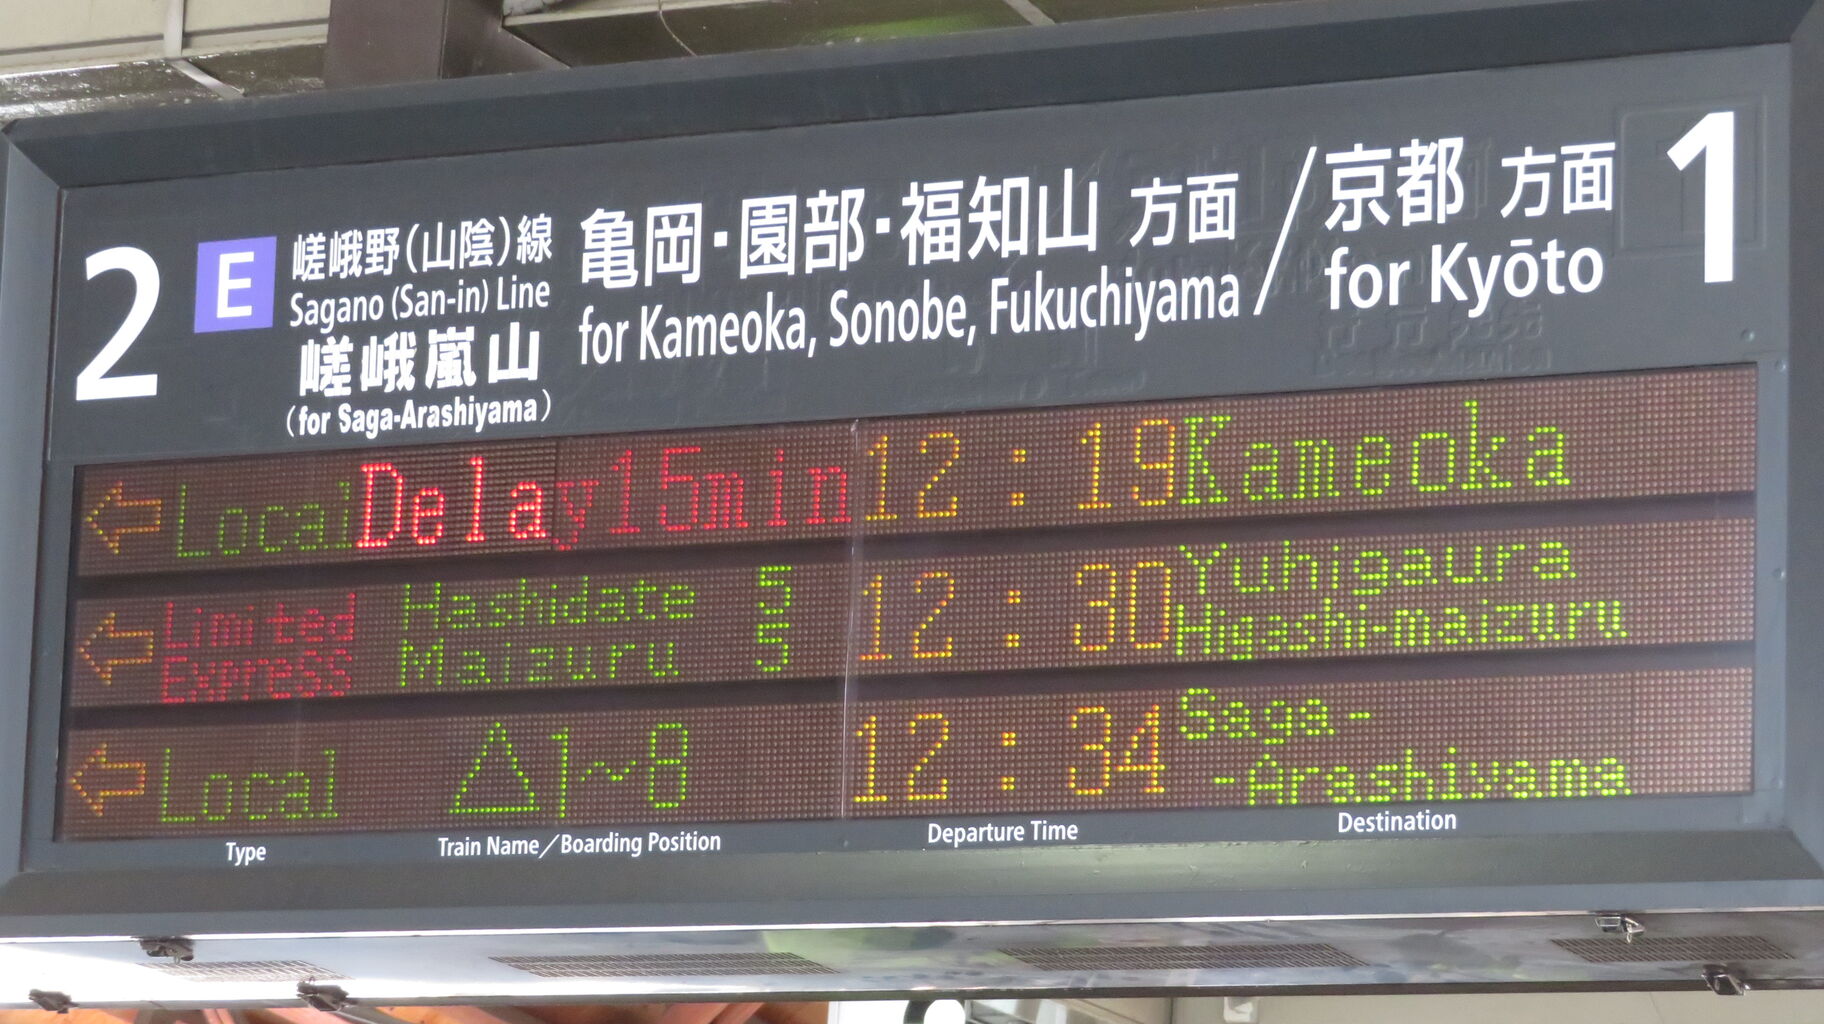 2 E 嵯峨野(山陰)線 亀岡・園部・福知山 方面 / 京都 方面 1
Sagano (San-in) Line for Kameoka, Sonobe, Fukuchiyama for Kyōto
嵯峨嵐山
(for Saga-Arashiyama)
← Local Delay15min 12:19 Kameoka
← Limited Hashidate 5 12:30 Yuhigaura
Express Maizuru 5 Higashi-maizuru
← Local △1~8 12:34 Saga-
-Arashiyama
Type Train Name/Boarding Position Departure Time Destination